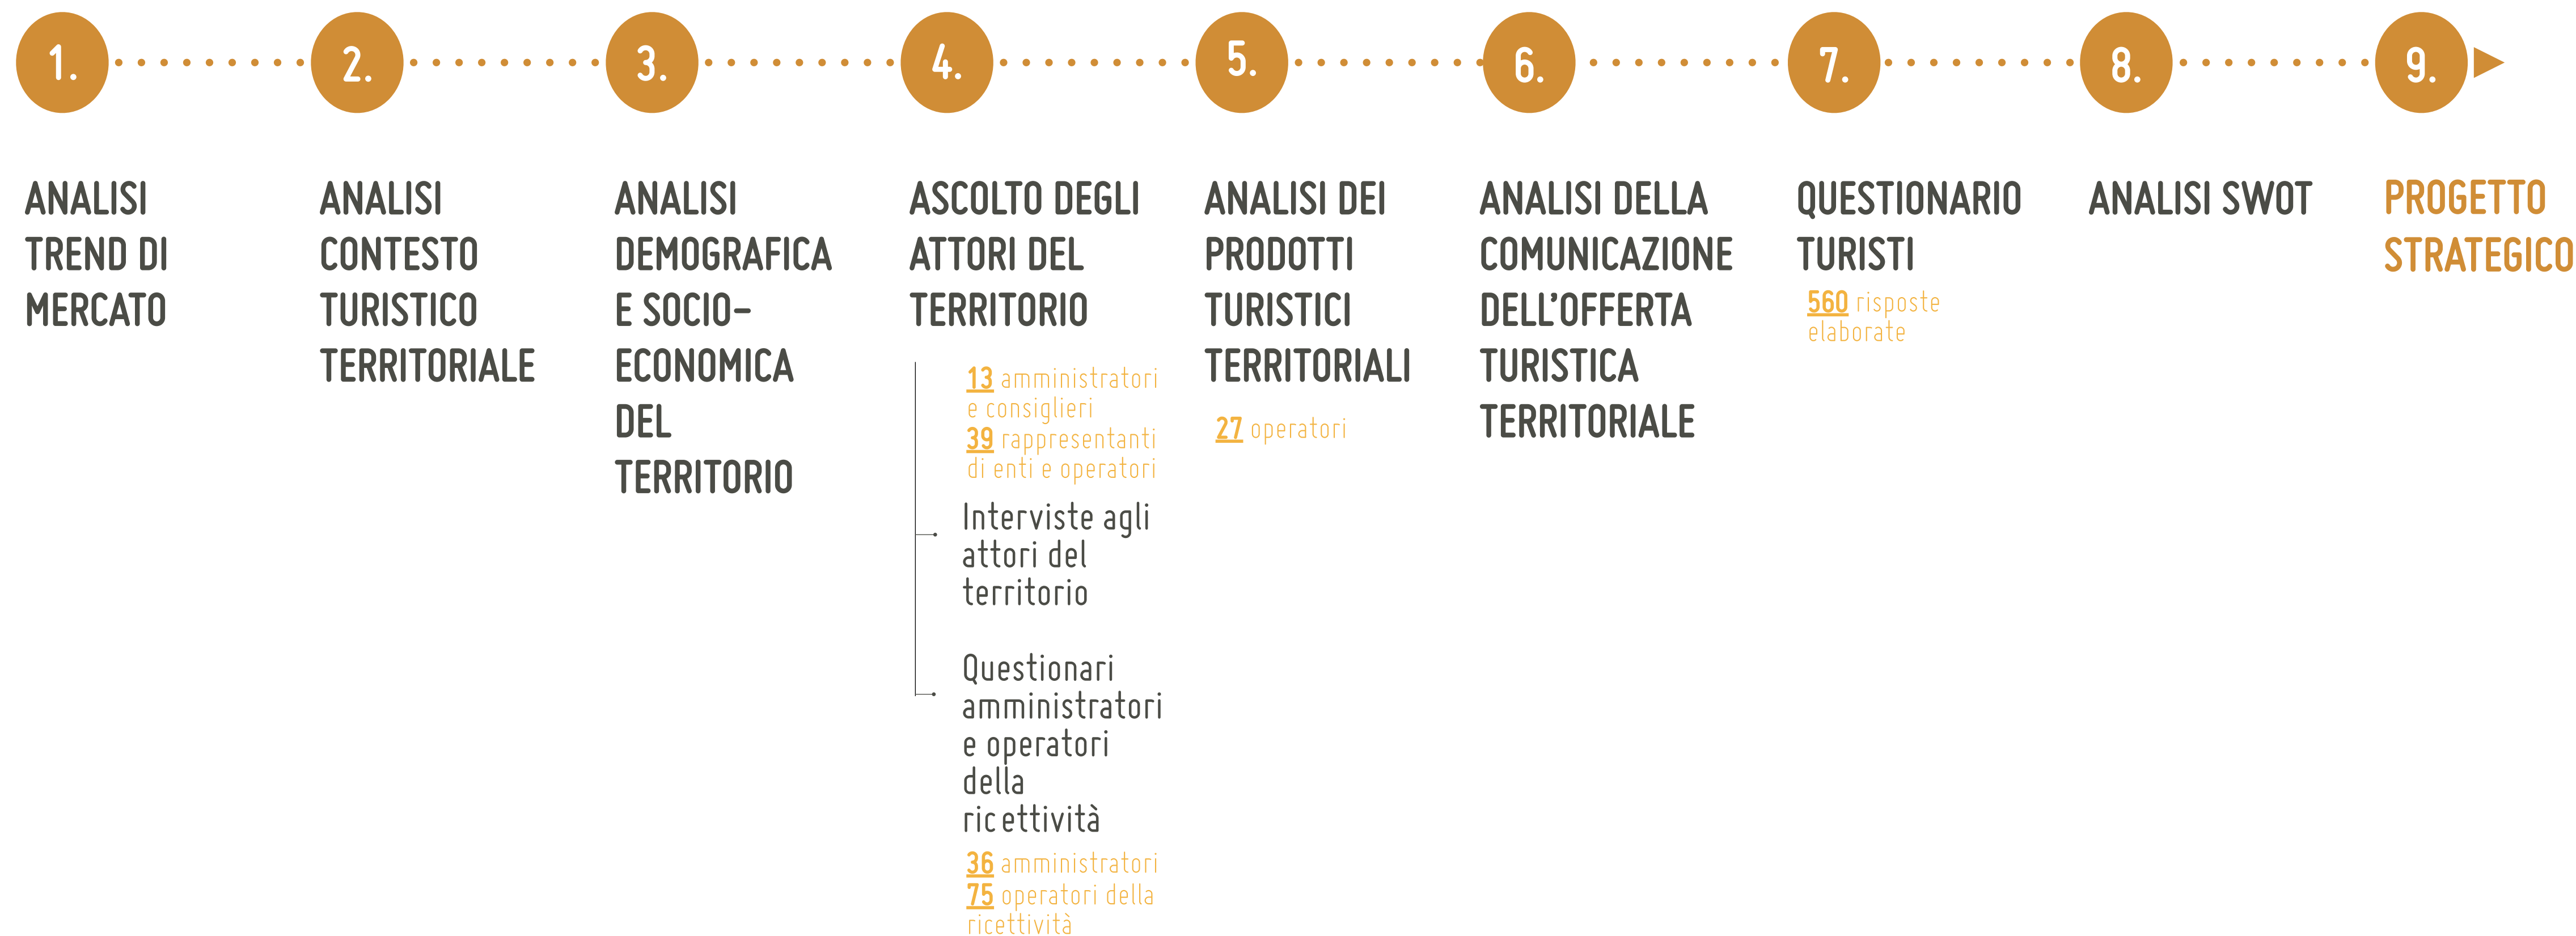 1.
2.
3.
4.
5.
6.
7.
8.
9.
ANALISI
TREND DI
MERCATO
ANALISI
CONTESTO
TURISTICO
TERRITORIALE
ANALISI
DEMOGRAFICA
E SOCIO-
ECONOMICA
DEL
TERRITORIO
ASCOLTO DEGLI
ATTORI DEL
TERRITORIO
13 amministratori
e consiglieri
39 rappresentanti
di enti e operatori
Interviste agli
attori del
territorio
Questionari
amministratori
e operatori
della
ricettività
36 amministratori
75 operatori della
ricettività
ANALISI DEI
PRODOTTI
TURISTICI
TERRITORIALI
27 operatori
ANALISI DELLA
COMUNICAZIONE
DELL'OFFERTA
TURISTICA
TERRITORIALE
QUESTIONARIO
TURISTI
560 risposte
elaborate
ANALISI SWOT
PROGETTO
STRATEGICO